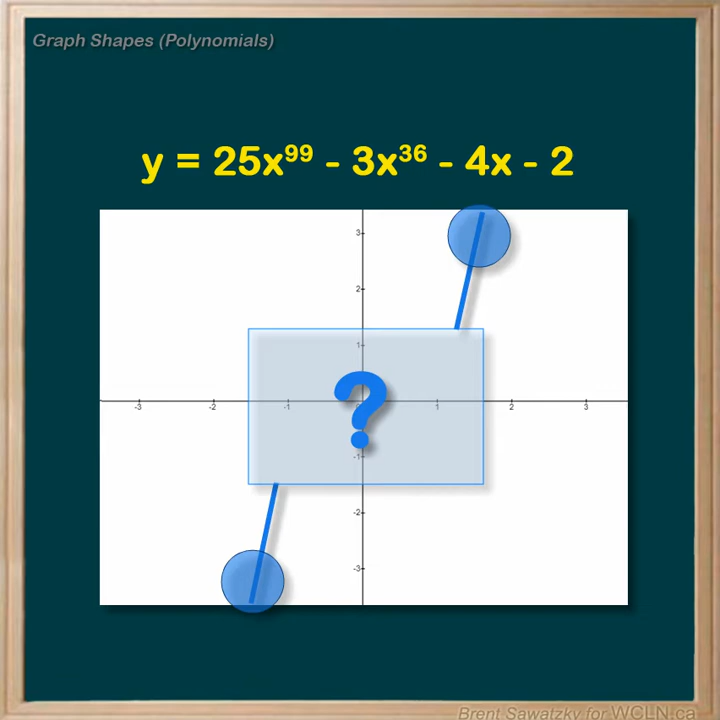 Graph Shapes (Polynomials)
y = 25x⁹⁹ - 3x³⁶ - 4x - 2
3
2
1
-3 -2 -1 1 2 3
?
-1
-2
-3
Brent Sawatzky for WCLN.ca